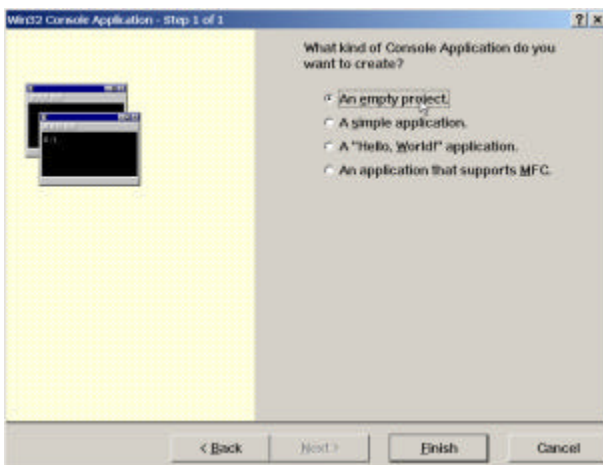 Win32 Console Application - Step 1 of 1
What kind of Console Application do you
want to create?
An empty project.
A simple application.
A "Hello, World!" application.
An application that supports MFC.
< Back
Next >
Finish
Cancel